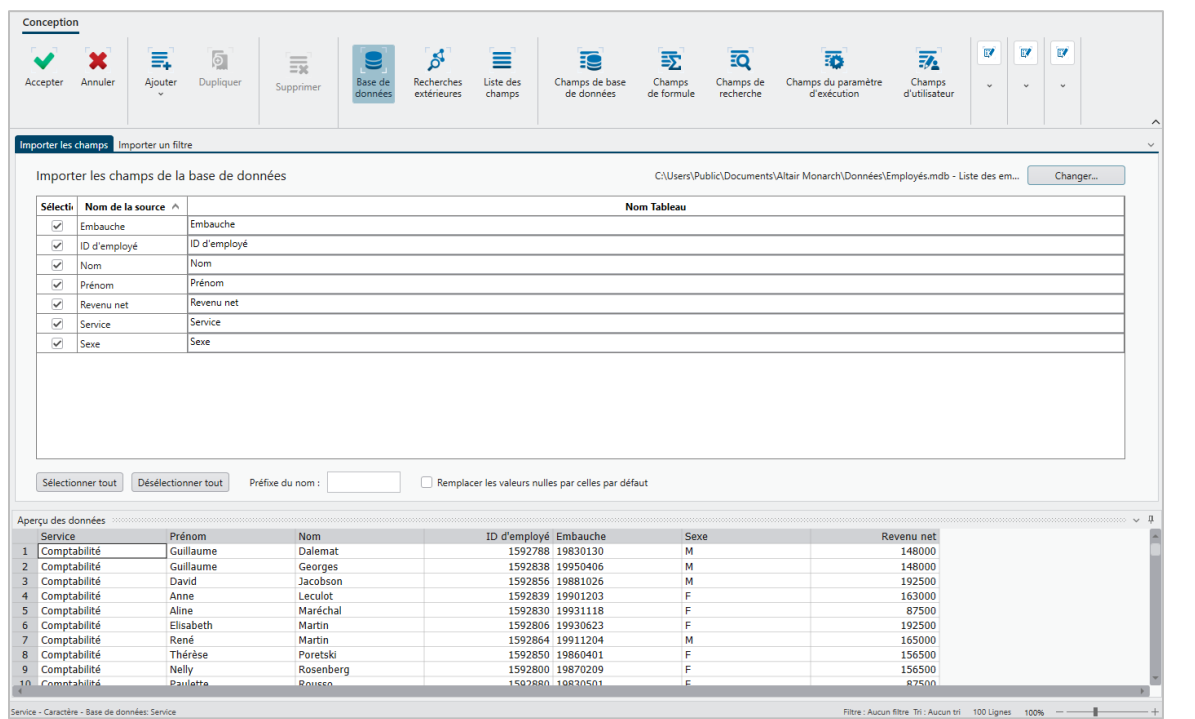 Conception
Accepter Annuler Ajouter Dupliquer Supprimer Base de données Recherches extérieures Liste des champs Champs de base de données Champs de formule Champs de recherche Champs du paramètre d'exécution Champs d'utilisateur
Importer les champs Importer un filtre
Importer les champs de la base de données C:\Users\Public\Documents\Altair Monarch\Données\Employés.mdb - Liste des em... Changer...
Sélecti Nom de la source Nom Tableau
Embauche Embauche
ID d'employé ID d'employé
Nom Nom
Prénom Prénom
Revenu net Revenu net
Service Service
Sexe Sexe
Sélectionner tout Désélectionner tout Préfixe du nom : Remplacer les valeurs nulles par celles par défaut
Aperçu des données
Service Prénom Nom ID d'employé Embauche Sexe Revenu net
1 Comptabilité Guillaume Dalemat 1592788 19830130 M 148000
2 Comptabilité Guillaume Georges 1592838 19950406 M 148000
3 Comptabilité David Jacobson 1592856 19881026 M 192500
4 Comptabilité Anne Leculot 1592839 19901203 F 163000
5 Comptabilité Aline Maréchal 1592830 19931118 F 87500
6 Comptabilité Elisabeth Martin 1592806 19930623 F 192500
7 Comptabilité René Martin 1592864 19911204 M 165000
8 Comptabilité Thérèse Poretski 1592850 19860401 F 156500
9 Comptabilité Nelly Rosenberg 1592800 19870209 F 156500
10 Comptabilité Paulette Rousso 1592880 19830501 F 87500
Service - Caractère - Base de données: Service Filtre : Aucun filtre Tri : Aucun tri 100 Lignes 100%